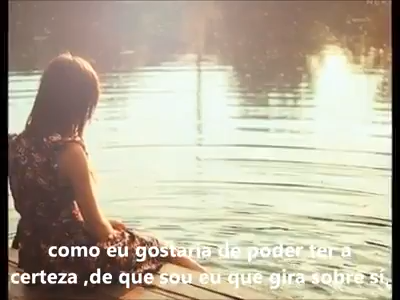 como eu gostaria de poder ter a
certeza ,de que sou eu que gira sobre si,